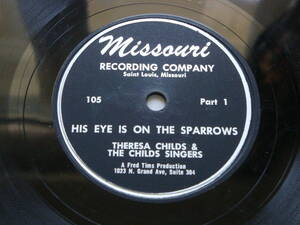 Missouri
RECORDING COMPANY
Saint Louis, Missouri
105 Part 1
HIS EYE IS ON THE SPARROWS
THERESA CHILDS &
THE CHILDS SINGERS
A Fred Tims Production
1023 N. Grand Ave, Suite 304